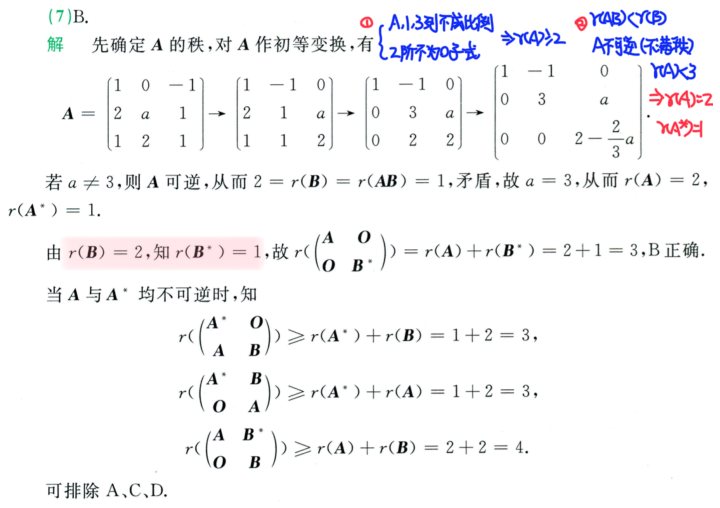 (7)B.
① { A,1,3列不成比例
2阶不为0子式 ⇒ r(A)≥2
② r(AB)<r(B)
A不可逆(不满秩)
r(A)<3
⇒r(A)=2
r(A*)=1
解 先确定 A 的秩,对 A 作初等变换,有
A = (1 0 −1; 2 a 1; 1 2 1) → (1 −1 0; 2 1 a; 1 1 2) → (1 −1 0; 0 3 a; 0 2 2) → (1 −1 0; 0 3 a; 0 0 2−2/3a).
若 a ≠ 3,则 A 可逆,从而 2 = r(B) = r(AB) = 1,矛盾,故 a = 3,从而 r(A) = 2,
r(A*) = 1.
由 r(B) = 2,知 r(B*) = 1,故 r((A O; O B*)) = r(A) + r(B*) = 2 + 1 = 3,B 正确.
当 A 与 A* 均不可逆时,知
r((A* O; A B)) ⩾ r(A*) + r(B) = 1 + 2 = 3,
r((A* B; O A)) ⩾ r(A*) + r(A) = 1 + 2 = 3,
r((A B*; O B)) ⩾ r(A) + r(B) = 2 + 2 = 4.
可排除 A、C、D.